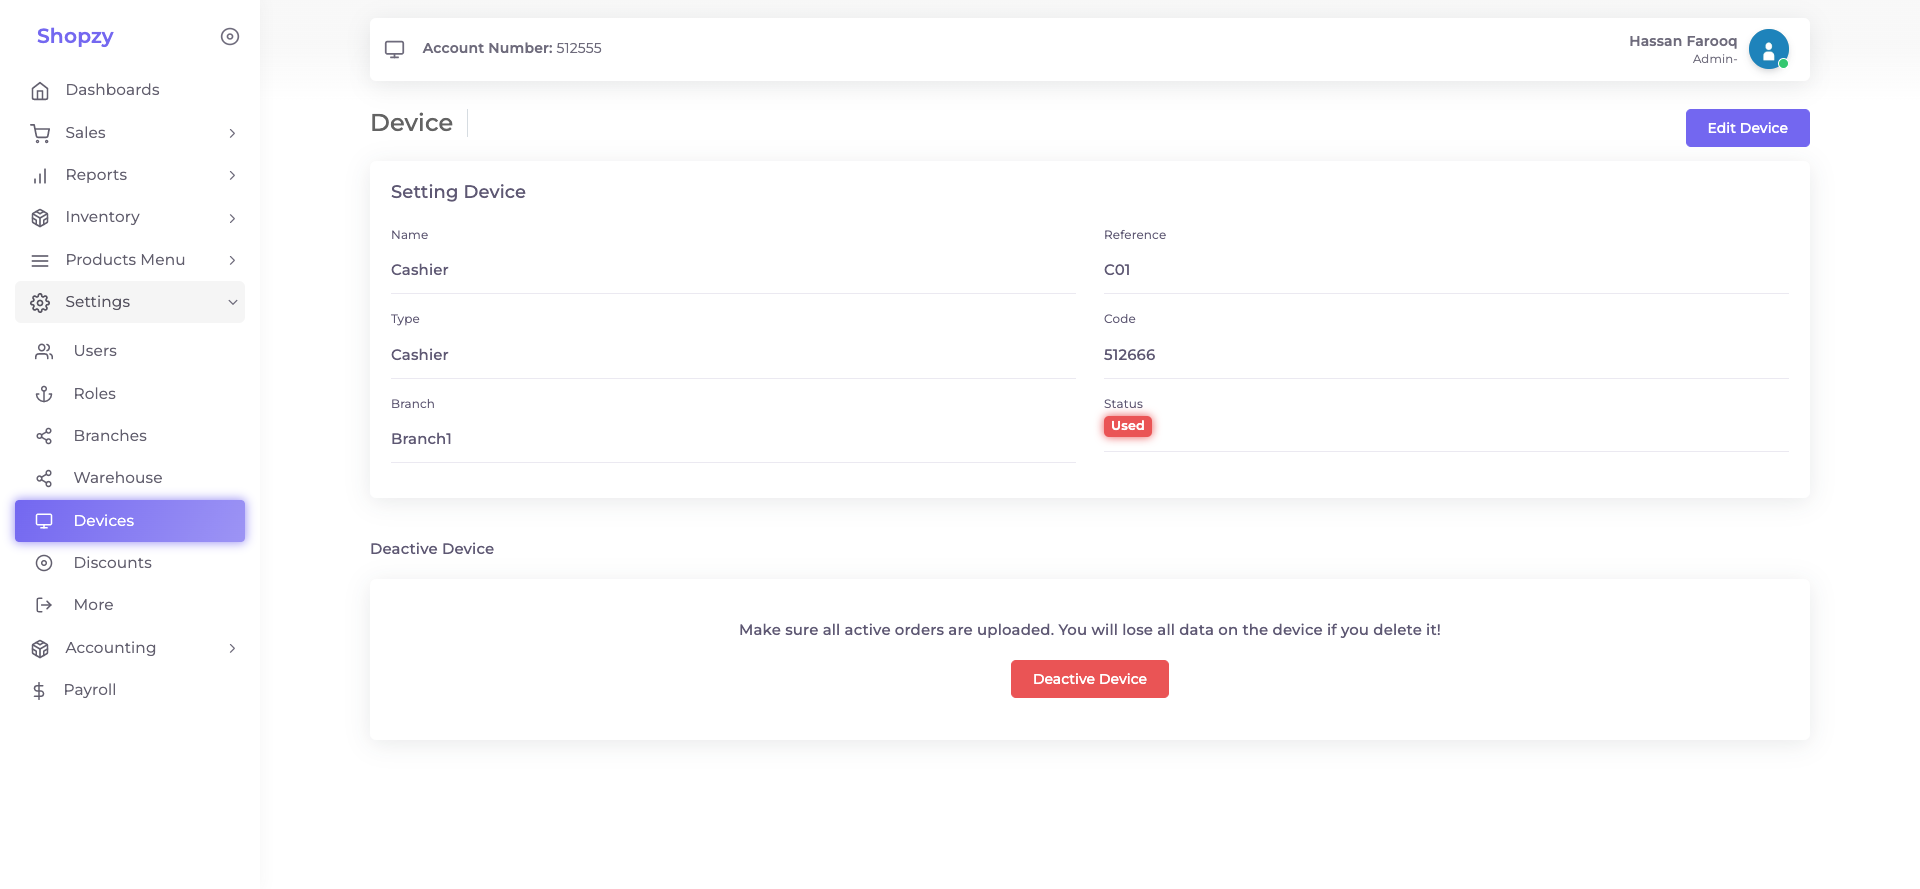 Shopzy
Dashboards
Sales
Reports
Inventory
Products Menu
Settings
Users
Roles
Branches
Warehouse
Devices
Discounts
More
Accounting
Payroll
Account Number: 512555
Hassan Farooq
Admin-
Device
Edit Device
Setting Device
Name
Cashier
Reference
C01
Type
Cashier
Code
512666
Branch
Branch1
Status
Used
Deactive Device
Make sure all active orders are uploaded. You will lose all data on the device if you delete it!
Deactive Device